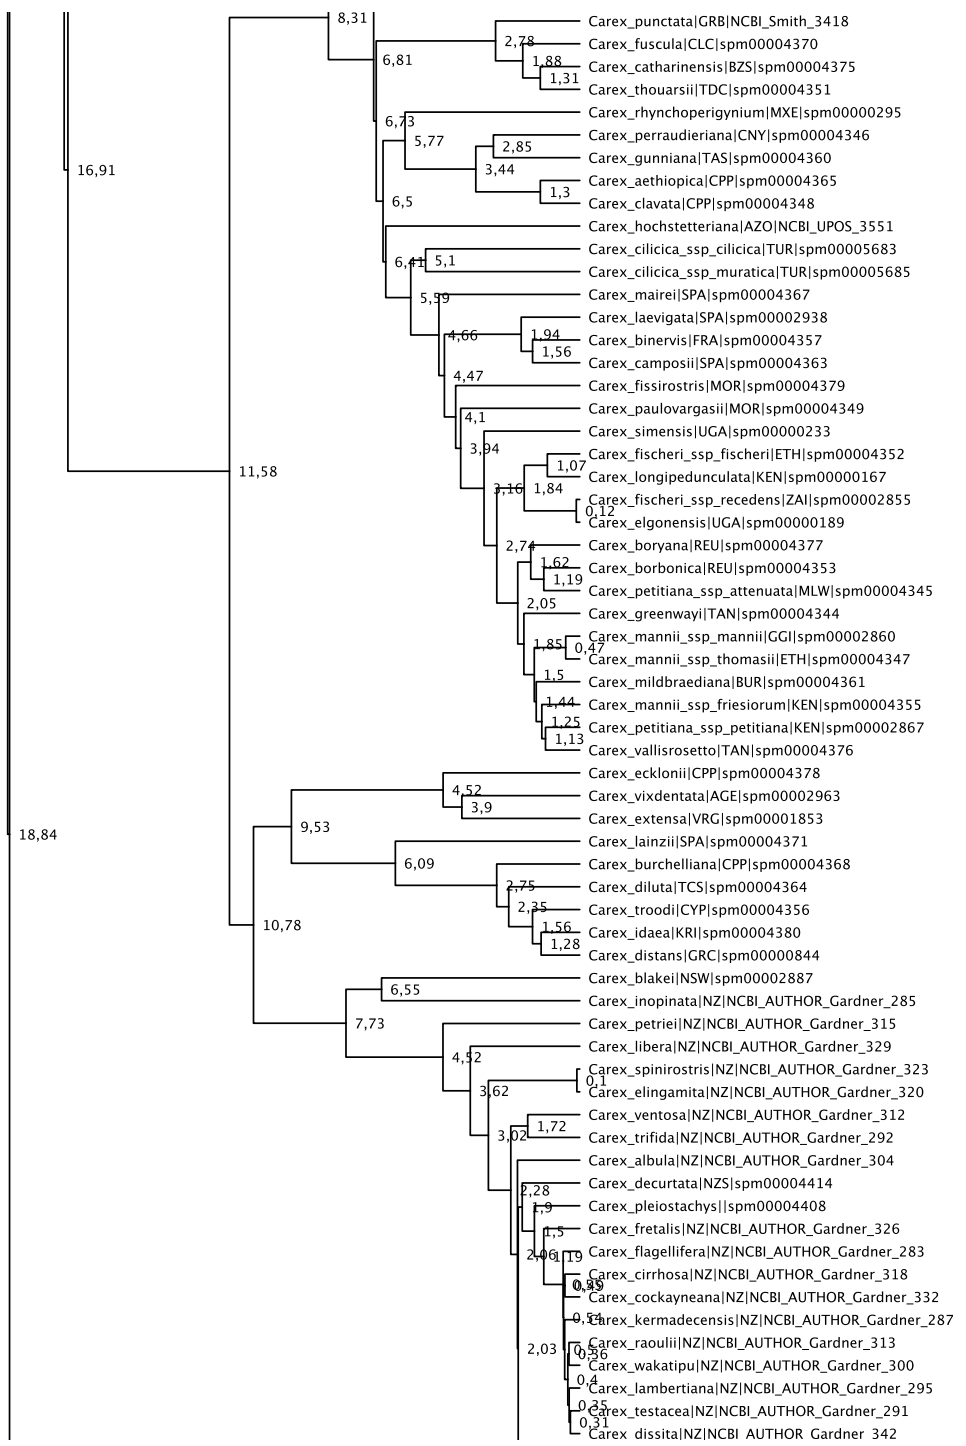 8,31
Carex_punctata|GRB|NCBI_Smith_3418
2,78
Carex_fuscula|CLC|spm00004370
6,81
1,88
Carex_catharinensis|BZS|spm00004375
1,31
Carex_thouarsii|TDC|spm00004351
Carex_rhynchoperigynium|MXE|spm00000295
6,73
Carex_perraudieriana|CNY|spm00004346
5,77
2,85
Carex_gunniana|TAS|spm00004360
16,91
3,44
Carex_aethiopica|CPP|spm00004365
1,3
Carex_clavata|CPP|spm00004348
6,5
Carex_hochstetteriana|AZO|NCBI_UPOS_3551
Carex_cilicica_ssp_cilicica|TUR|spm00005683
6,41
5,1
Carex_cilicica_ssp_muratica|TUR|spm00005685
5,59
Carex_mairei|SPA|spm00004367
Carex_laevigata|SPA|spm00002938
4,66
1,94
Carex_binervis|FRA|spm00004357
1,56
Carex_camposii|SPA|spm00004363
4,47
Carex_fissirostris|MOR|spm00004379
Carex_paulovargasii|MOR|spm00004349
4,1
Carex_simensis|UGA|spm00000233
3,94
Carex_fischeri_ssp_fischeri|ETH|spm00004352
1,07
11,58
Carex_longipedunculata|KEN|spm00000167
3,16
1,84
Carex_fischeri_ssp_recedens|ZAI|spm00002855
0,12
Carex_elgonensis|UGA|spm00000189
2,74
Carex_boryana|REU|spm00004377
1,62
Carex_borbonica|REU|spm00004353
1,19
Carex_petitiana_ssp_attenuata|MLW|spm00004345
2,05
Carex_greenwayi|TAN|spm00004344
Carex_mannii_ssp_mannii|GGI|spm00002860
1,85
0,47
Carex_mannii_ssp_thomasii|ETH|spm00004347
1,5
Carex_mildbraediana|BUR|spm00004361
1,44
Carex_mannii_ssp_friesiorum|KEN|spm00004355
1,25
Carex_petitiana_ssp_petitiana|KEN|spm00002867
1,13
Carex_vallisrosetto|TAN|spm00004376
Carex_ecklonii|CPP|spm00004378
4,52
Carex_vixdentata|AGE|spm00002963
3,9
Carex_extensa|VRG|spm00001853
9,53
18,84
Carex_lainzii|SPA|spm00004371
6,09
Carex_burchelliana|CPP|spm00004368
2,75
Carex_diluta|TCS|spm00004364
2,35
Carex_troodi|CYP|spm00004356
10,78
1,56
Carex_idaea|KRI|spm00004380
1,28
Carex_distans|GRC|spm00000844
Carex_blakei|NSW|spm00002887
6,55
Carex_inopinata|NZ|NCBI_AUTHOR_Gardner_285
7,73
Carex_petriei|NZ|NCBI_AUTHOR_Gardner_315
Carex_libera|NZ|NCBI_AUTHOR_Gardner_329
4,52
Carex_spinirostris|NZ|NCBI_AUTHOR_Gardner_323
0,1
3,62
Carex_elingamita|NZ|NCBI_AUTHOR_Gardner_320
Carex_ventosa|NZ|NCBI_AUTHOR_Gardner_312
1,72
3,02
Carex_trifida|NZ|NCBI_AUTHOR_Gardner_292
Carex_albula|NZ|NCBI_AUTHOR_Gardner_304
Carex_decurtata|NZS|spm00004414
2,28
Carex_pleiostachys||spm00004408
1,9
Carex_fretalis|NZ|NCBI_AUTHOR_Gardner_326
1,5
Carex_flagellifera|NZ|NCBI_AUTHOR_Gardner_283
2,06
1,19
Carex_cirrhosa|NZ|NCBI_AUTHOR_Gardner_318
Carex_cockayneana|NZ|NCBI_AUTHOR_Gardner_332
0,54
Carex_kermadecensis|NZ|NCBI_AUTHOR_Gardner_287
Carex_raoulii|NZ|NCBI_AUTHOR_Gardner_313
2,03
0,36
Carex_wakatipu|NZ|NCBI_AUTHOR_Gardner_300
0,4
Carex_lambertiana|NZ|NCBI_AUTHOR_Gardner_295
0,35
Carex_testacea|NZ|NCBI_AUTHOR_Gardner_291
0,31
Carex_dissita|NZ|NCBI_AUTHOR_Gardner_342